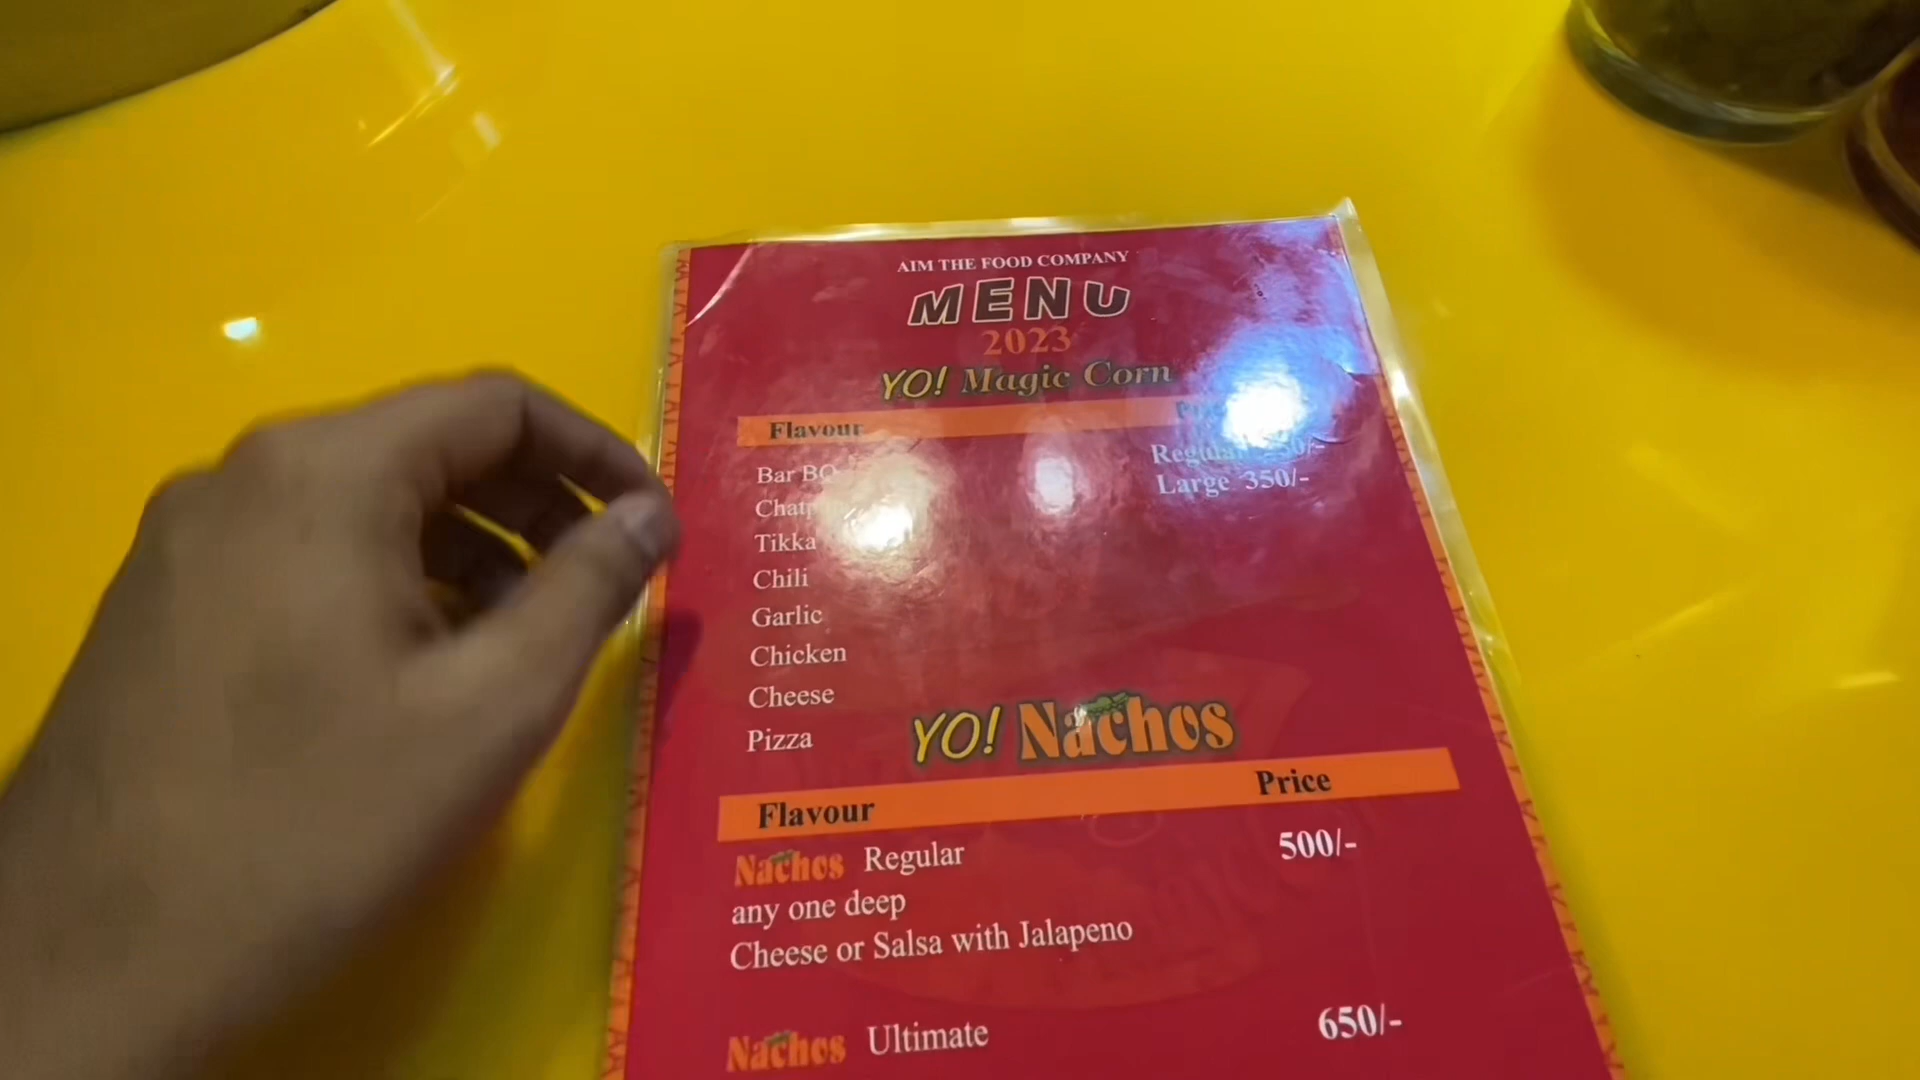 AIM THE FOOD COMPANY
MENU
2023
YO! Magic Corn
Flavour
Regular
Large 350/-
Bar BQ
Tikka
Chili
Garlic
Chicken
Cheese
Pizza
YO! Nachos
Flavour Price
Nachos Regular 500/-
any one deep
Cheese or Salsa with Jalapeno
Nachos Ultimate 650/-